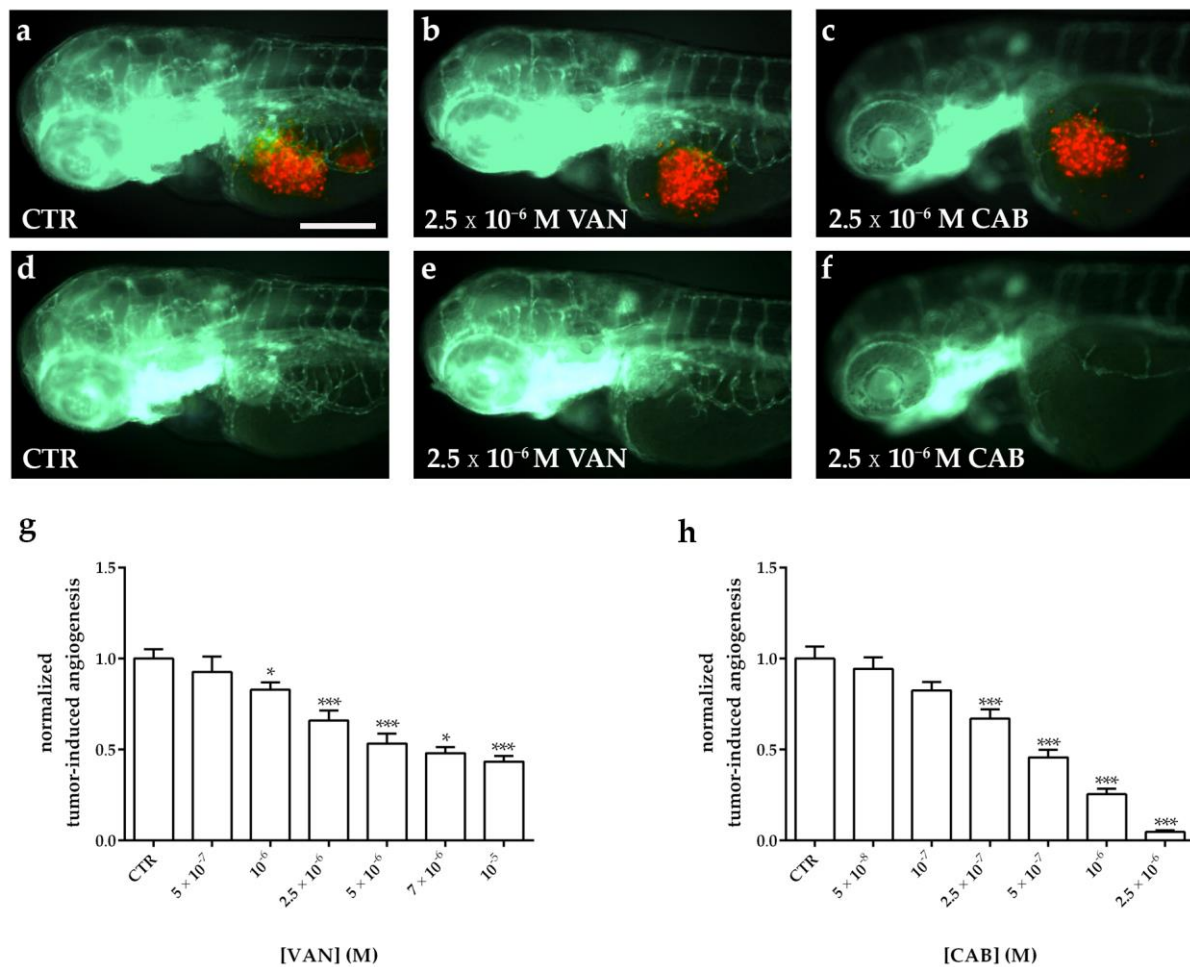 a
b
c
CTR
2.5 x 10⁻⁶ M VAN
2.5 x 10⁻⁶ M CAB
d
e
f
CTR
2.5 x 10⁻⁶ M VAN
2.5 x 10⁻⁶ M CAB
g
normalized
tumor-induced angiogenesis
1.5
1.0
0.5
0.0
*
***
***
*
***
CTR
5 × 10⁻⁷
10⁻⁶
2.5 × 10⁻⁶
5 × 10⁻⁶
7 × 10⁻⁶
10⁻⁵
[VAN] (M)
h
normalized
tumor-induced angiogenesis
1.5
1.0
0.5
0.0
***
***
***
***
CTR
5 × 10⁻⁸
10⁻⁷
2.5 × 10⁻⁷
5 × 10⁻⁷
10⁻⁶
2.5 × 10⁻⁶
[CAB] (M)